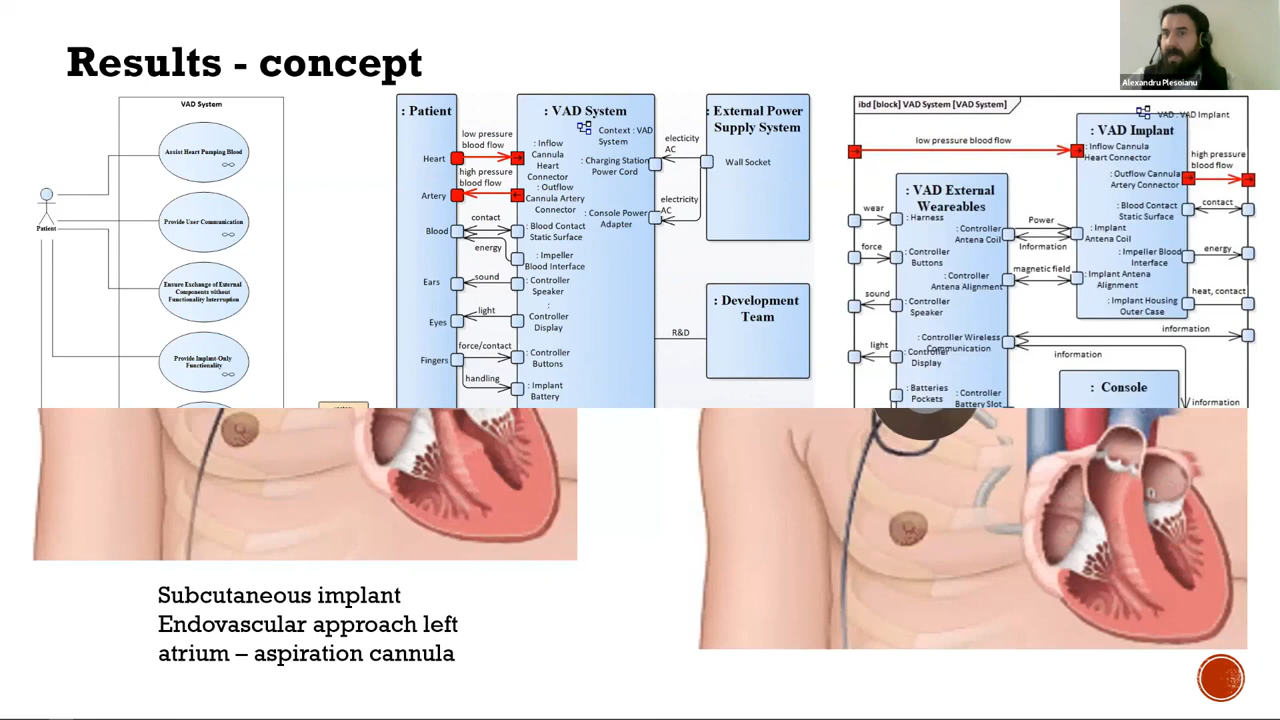 Results - concept
Alexandru Plesoianu
VAD System
Assist Heart Pumping Blood
Provide User Communication
Ensure Exchange of External
Components without
Functionality Interruption
Provide Implant-Only
Functionality
Patient
: Patient
Heart
Artery
Blood
Ears
Eyes
Fingers
low pressure
blood flow
high pressure
blood flow
contact
energy
sound
light
force/contact
handling
: VAD System
Context : VAD
System
: Inflow
Cannula
Heart
Connector
: Outflow
Cannula Artery
Connector
: Blood Contact
Static Surface
: Impeller
Blood Interface
: Controller
Speaker
:
Controller
Display
: Controller
Buttons
: Implant
Battery
: Charging Station
Power Cord
: Console Power
Adapter
electicity
AC
electricity
AC
R&D
: External Power
Supply System
Wall Socket
: Development
Team
ibd [block] VAD System [VAD System]
low pressure blood flow
VAD : VAD Implant
: VAD Implant
: Inflow Cannula
Heart Connector
: Outflow Cannula
Artery Connector
: Blood Contact
Static Surface
: Implant
Antena Coil
: Impeller Blood
Interface
: Implant Antena
Alignment
: Implant Housing
Outer Case
high pressure
blood flow
contact
energy
heat, contact
information
: VAD External
Wearables
wear
force
sound
light
: Harness
: Controller
Antena Coil
: Controller
Buttons
: Controller
Antena Alignment
: Controller
Speaker
: Controller Wireless
Communication
: Controller
Display
: Batteries
Pockets
: Controller
Battery Slot
Power
Information
magnetic field
information
: Console
information
Subcutaneous implant
Endovascular approach left
atrium – aspiration cannula